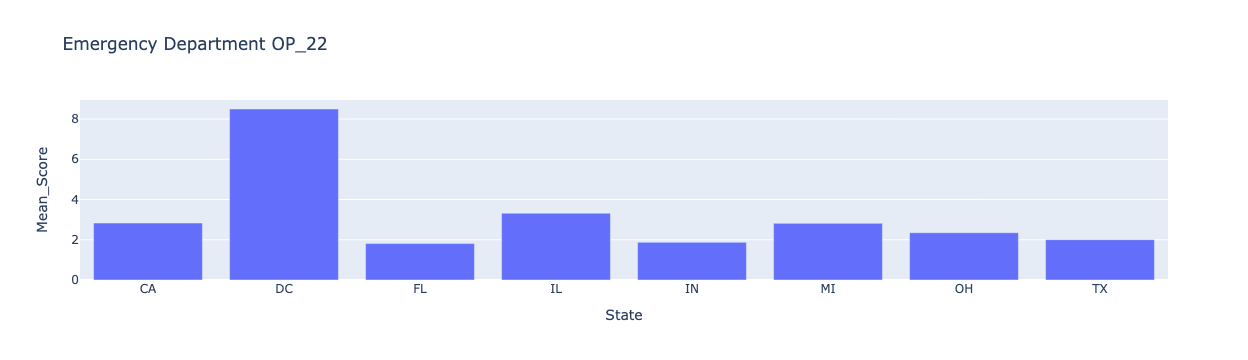 Emergency Department OP_22
Mean_Score
8
6
4
2
0
CA DC FL IL IN MI OH TX
State